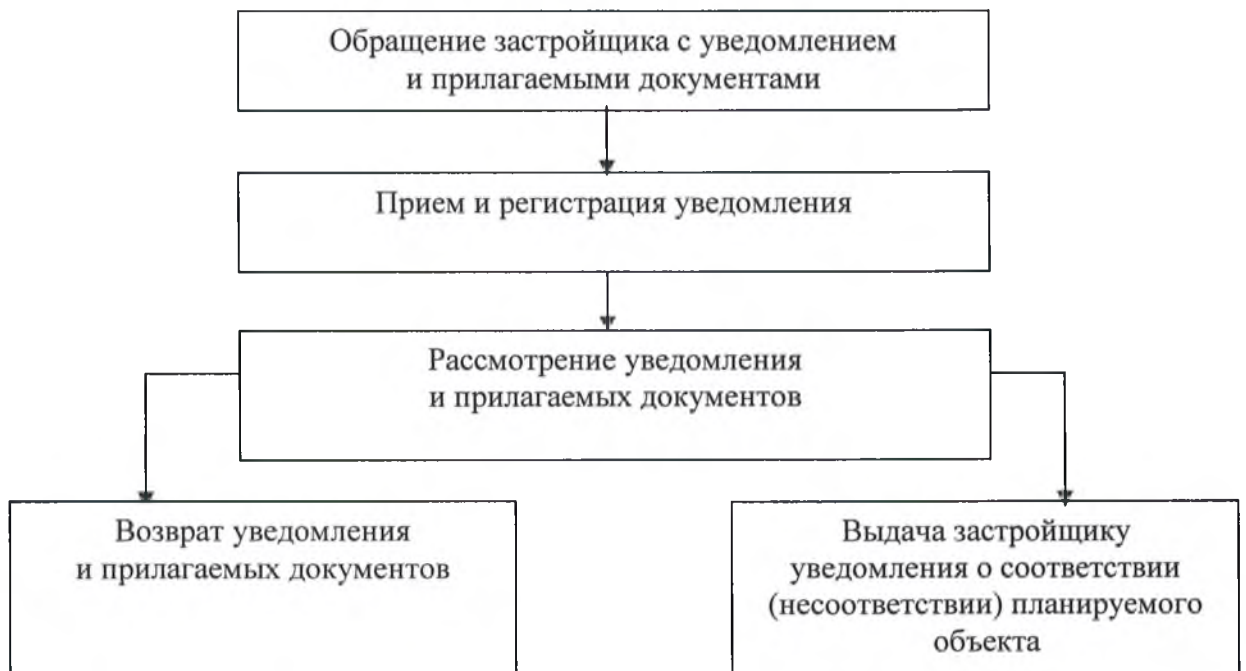 Обращение застройщика с уведомлением
и прилагаемыми документами
Прием и регистрация уведомления
Рассмотрение уведомления
и прилагаемых документов
Возврат уведомления
и прилагаемых документов
Выдача застройщику
уведомления о соответствии
(несоответствии) планируемого
объекта